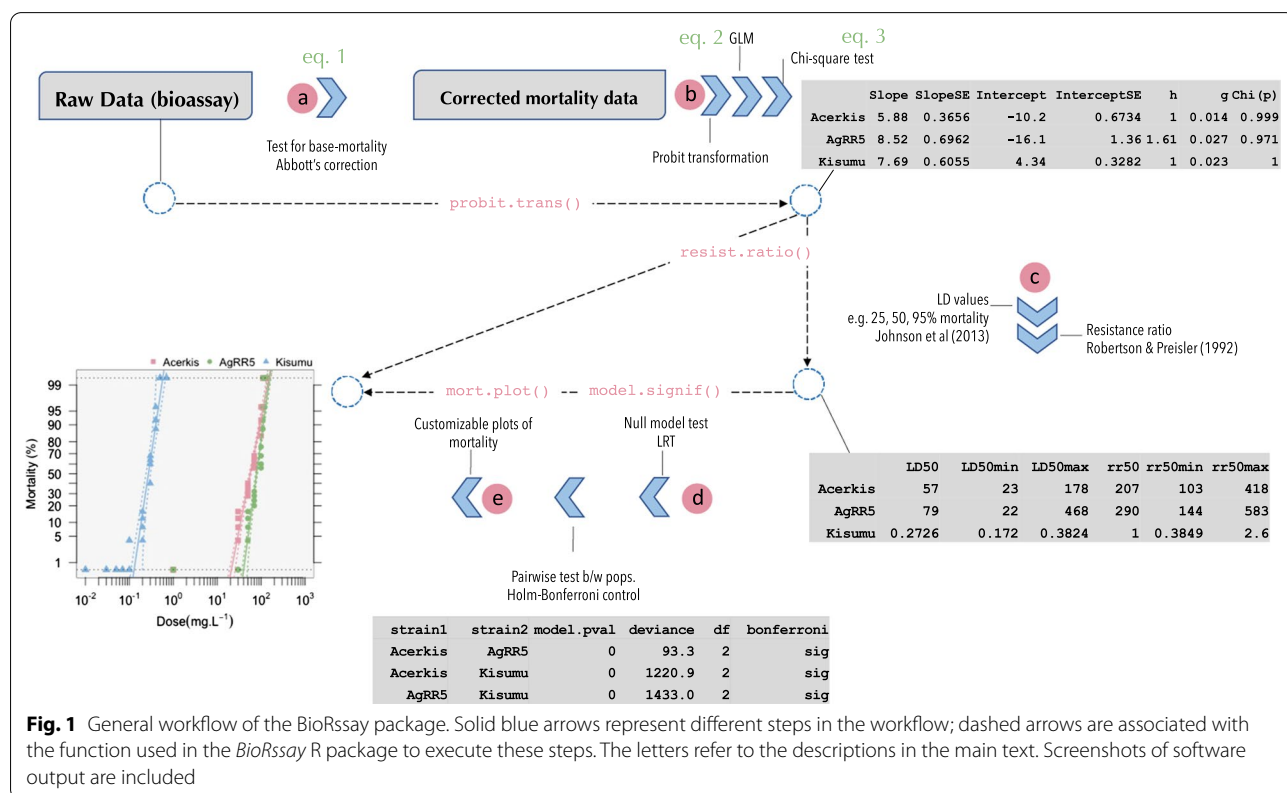 eq. 1
eq. 2 GLM
eq. 3
Chi-square test
Raw Data (bioassay)
a
Corrected mortality data
b
Test for base-mortality
Abbott's correction
Probit transformation
Slope SlopeSE Intercept InterceptSE h g Chi(p)
Acerkis 5.88 0.3656 -10.2 0.6734 1 0.014 0.999
AgRR5 8.52 0.6962 -16.1 1.36 1.61 0.027 0.971
Kisumu 7.69 0.6055 4.34 0.3282 1 0.023 1
probit.trans()
resist.ratio()
c
LD values
e.g. 25, 50, 95% mortality
Johnson et al (2013)
Resistance ratio
Robertson & Preisler (1992)
mort.plot()
model.signif()
Customizable plots of
mortality
Null model test
LRT
e
d
Pairwise test b/w pops.
Holm-Bonferroni control
Acerkis AgRR5 Kisumu
Mortality (%)
99
95
90
80
70
50
30
20
10
5
1
10-2 10-1 100 101 102 103
Dose(mg.L-1)
LD50 LD50min LD50max rr50 rr50min rr50max
Acerkis 57 23 178 207 103 418
AgRR5 79 22 468 290 144 583
Kisumu 0.2726 0.172 0.3824 1 0.3849 2.6
strain1 strain2 model.pval deviance df bonferroni
Acerkis AgRR5 0 93.3 2 sig
Acerkis Kisumu 0 1220.9 2 sig
AgRR5 Kisumu 0 1433.0 2 sig
Fig. 1 General workflow of the BioRssay package. Solid blue arrows represent different steps in the workflow; dashed arrows are associated with
the function used in the BioRssay R package to execute these steps. The letters refer to the descriptions in the main text. Screenshots of software
output are included